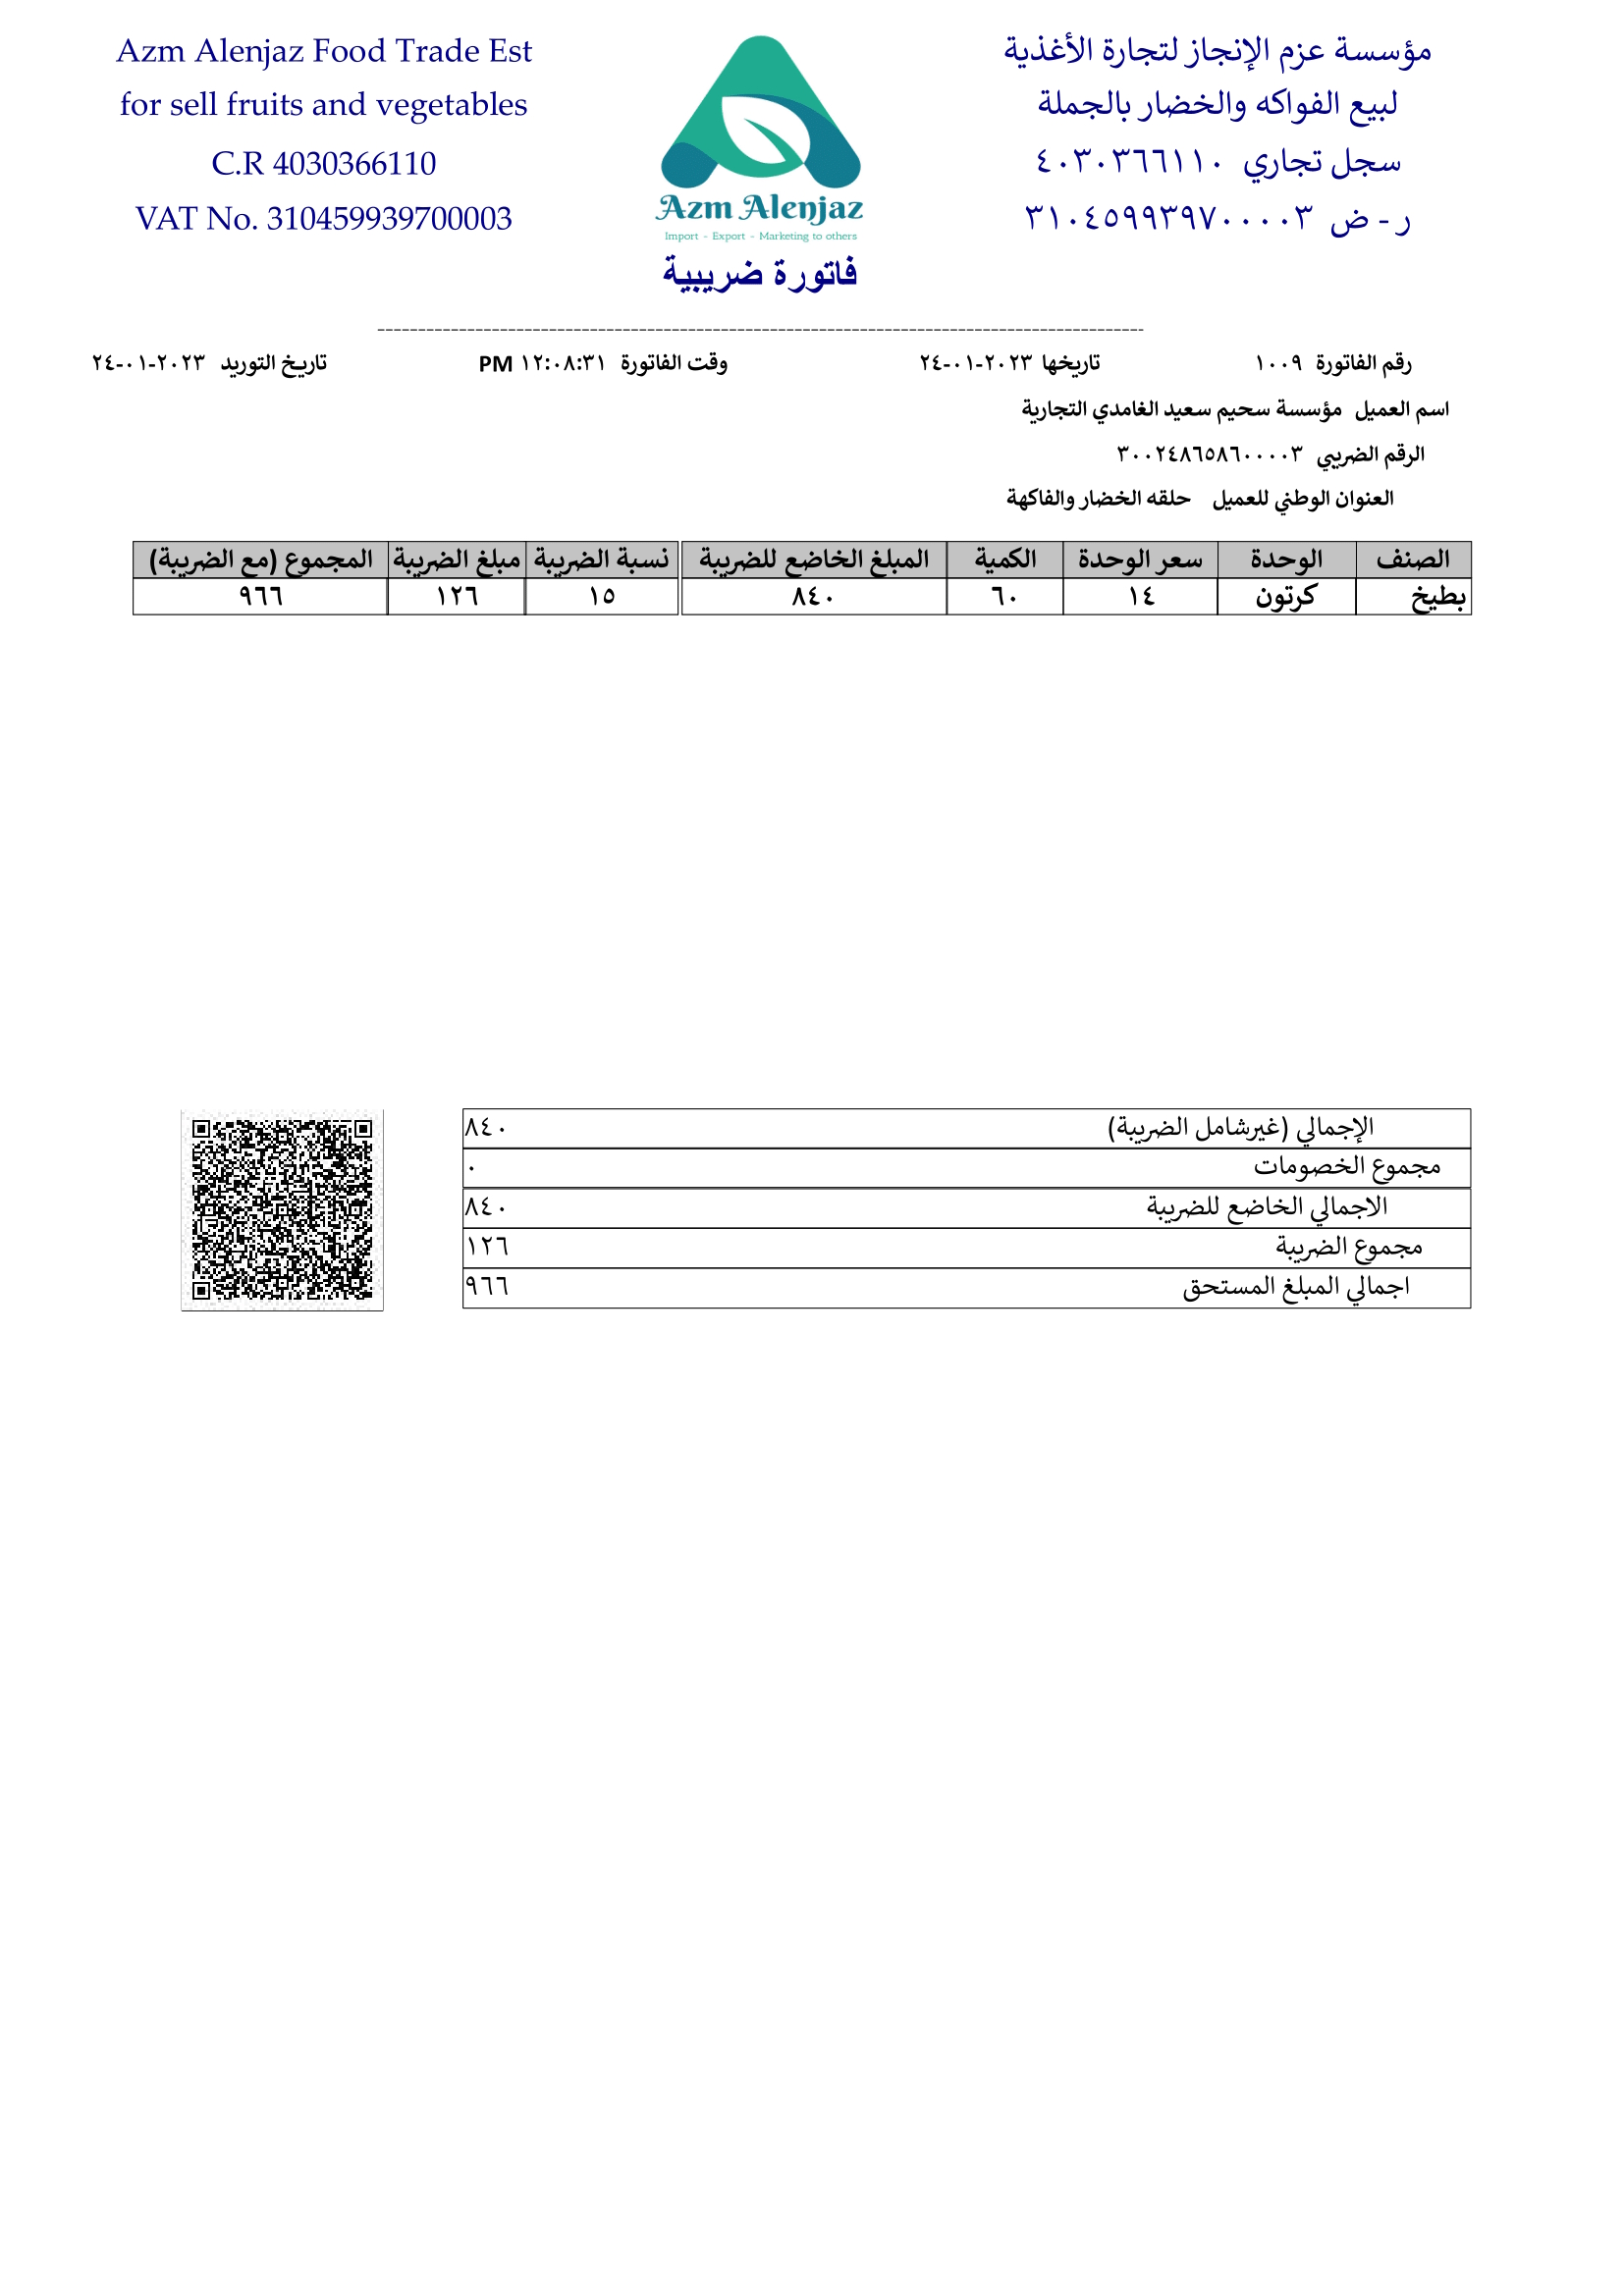 مؤسسة عزم الإنجاز لتجارة الأغذية
لبيع الفواكه والخضار بالجملة
سجل تجاري ٤٠٣٠٣٦٦١١٠
ر - ض ٣١٠٤٥٩٩٣٩٧٠٠٠٠٣
Azm Alenjaz
Import - Export - Marketing to others
Azm Alenjaz Food Trade Est
for sell fruits and vegetables
C.R 4030366110
VAT No. 310459939700003
فاتورة ضريبية
رقم الفاتورة ١٠٠٩ تاريخها ٢٠٢٣-٠١-٢٤ وقت الفاتورة ١٢:٠٨:٣١ PM تاريخ التوريد ٢٠٢٣-٠١-٢٤
اسم العميل مؤسسة سحيم سعيد الغامدي التجارية
الرقم الضريبي ٣٠٠٢٤٨٦٥٨٦٠٠٠٠٣
العنوان الوطني للعميل حلقه الخضار والفاكهة
الصنف الوحدة سعر الوحدة الكمية المبلغ الخاضع للضريبة نسبة الضريبة مبلغ الضريبة المجموع (مع الضريبة)
بطيخ كرتون ١٤ ٦٠ ٨٤٠ ١٥ ١٢٦ ٩٦٦
الإجمالي (غيرشامل الضريبة) ٨٤٠
مجموع الخصومات ٠
الاجمالي الخاضع للضريبة ٨٤٠
مجموع الضريبة ١٢٦
اجمالي المبلغ المستحق ٩٦٦